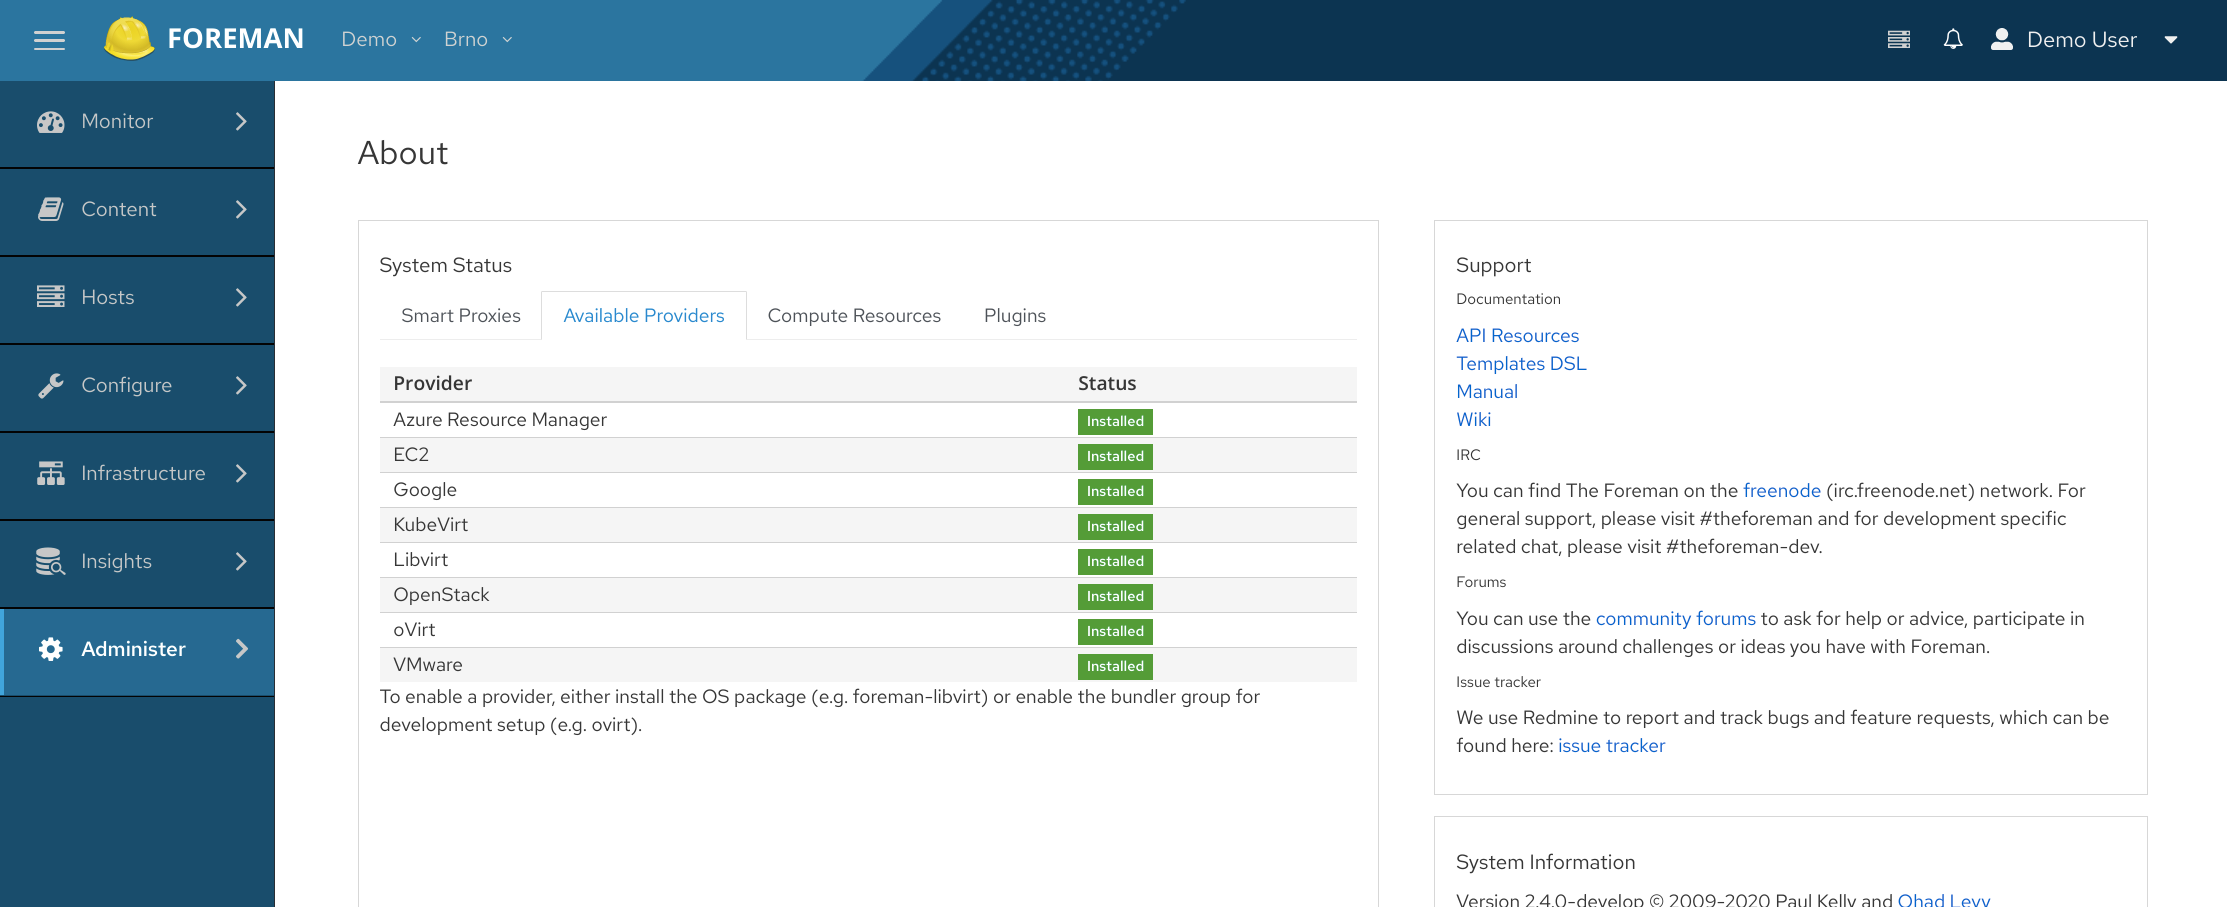 FOREMAN Demo Brno Demo User
Monitor
Content
Hosts
Configure
Infrastructure
Insights
Administer
About
System Status
Smart Proxies Available Providers Compute Resources Plugins
Provider Status
Azure Resource Manager Installed
EC2 Installed
Google Installed
KubeVirt Installed
Libvirt Installed
OpenStack Installed
oVirt Installed
VMware Installed
To enable a provider, either install the OS package (e.g. foreman-libvirt) or enable the bundler group for
development setup (e.g. ovirt).
Support
Documentation
API Resources
Templates DSL
Manual
Wiki
IRC
You can find The Foreman on the freenode (irc.freenode.net) network. For
general support, please visit #theforeman and for development specific
related chat, please visit #theforeman-dev.
Forums
You can use the community forums to ask for help or advice, participate in
discussions around challenges or ideas you have with Foreman.
Issue tracker
We use Redmine to report and track bugs and feature requests, which can be
found here: issue tracker
System Information
Version 2.4.0-develop © 2009-2020 Paul Kelly and Ohad Levy